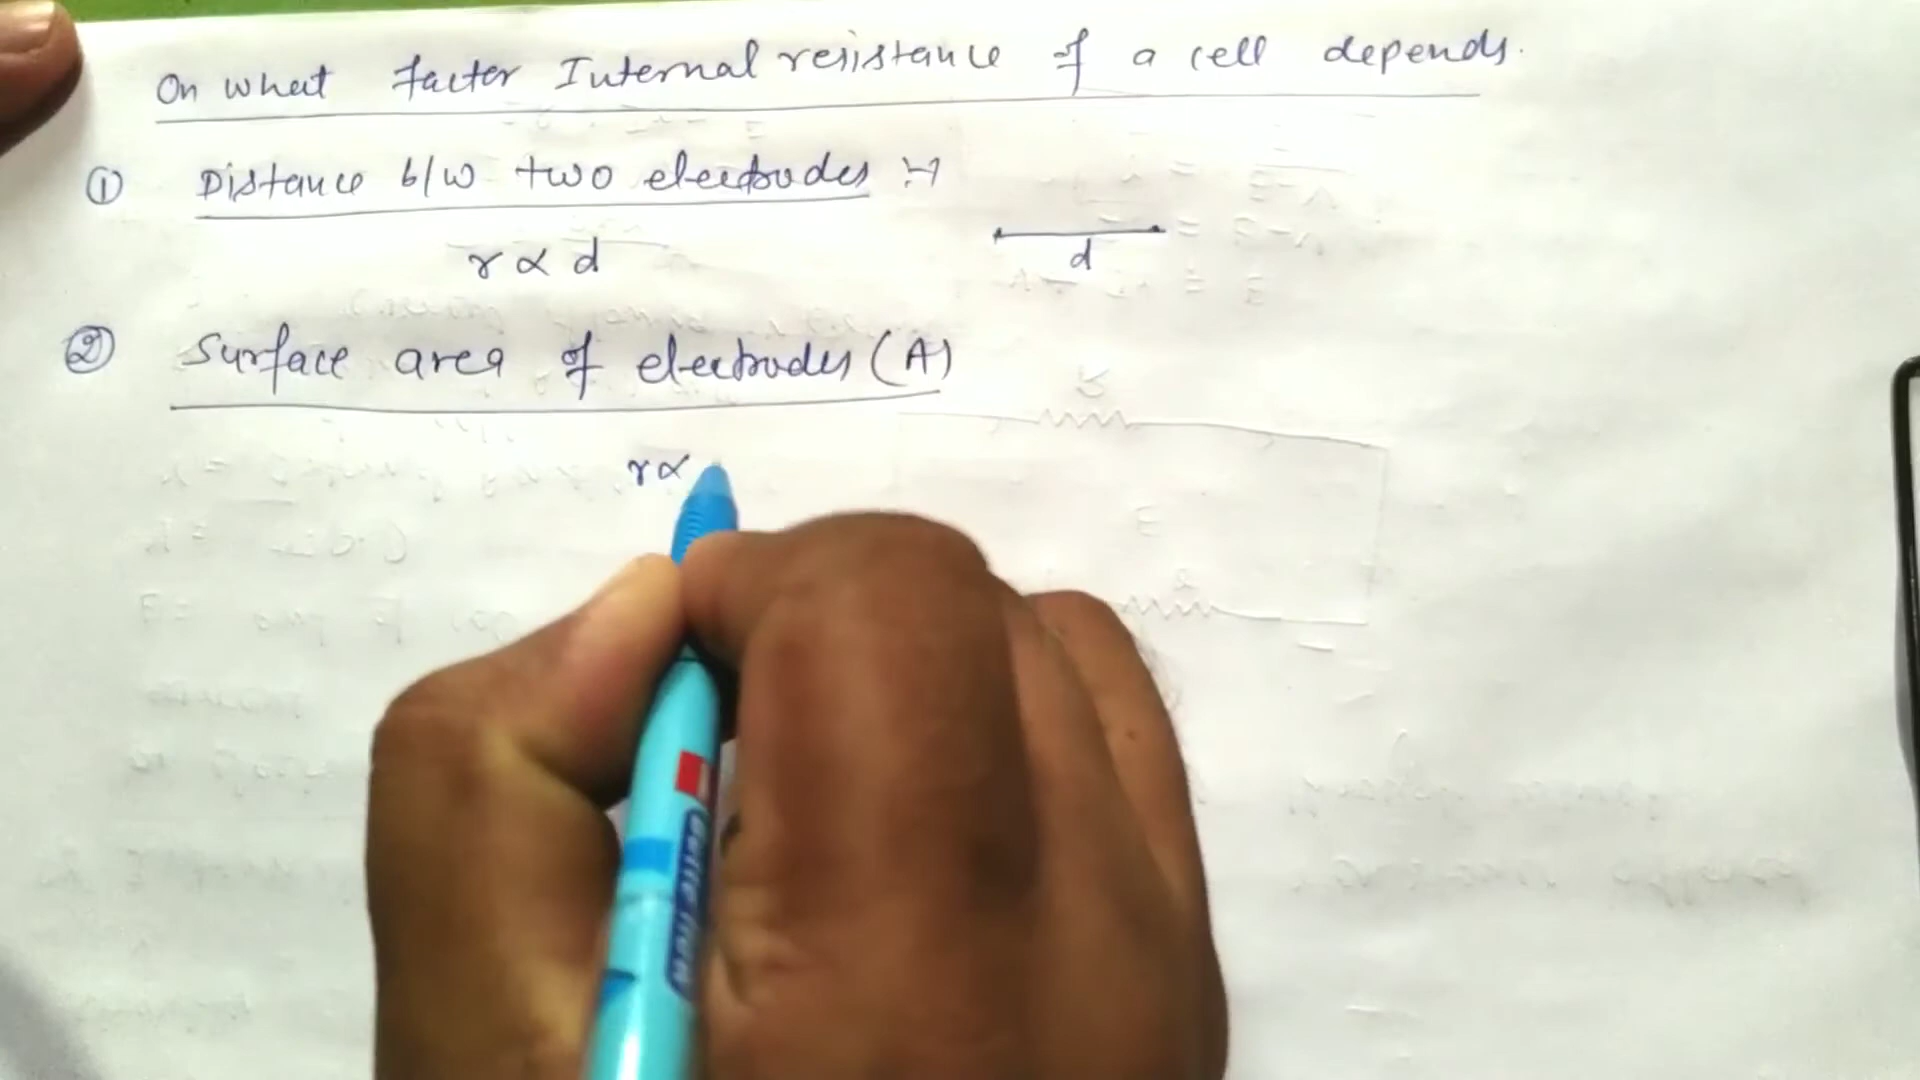 On what factor Internal resistance of a cell depends.
① Distance b/w two electrodes :-
r ∝ d
d
② Surface area of electrodes (A)
r ∝